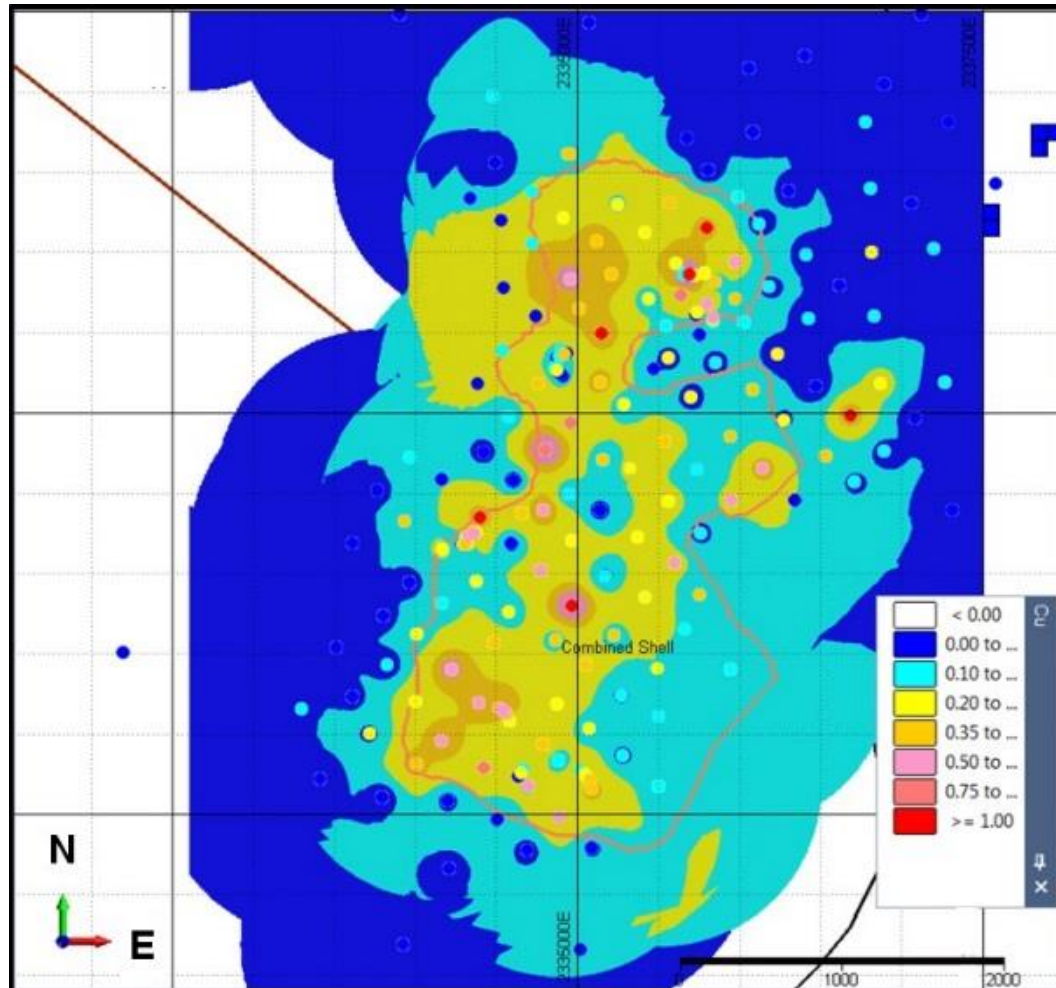 2335000E
2337500E
Combined Shell
Cu
< 0.00
0.00 to ...
0.10 to ...
0.20 to ...
0.35 to ...
0.50 to ...
0.75 to ...
>= 1.00
N
E
2335000E
0
1000
2000